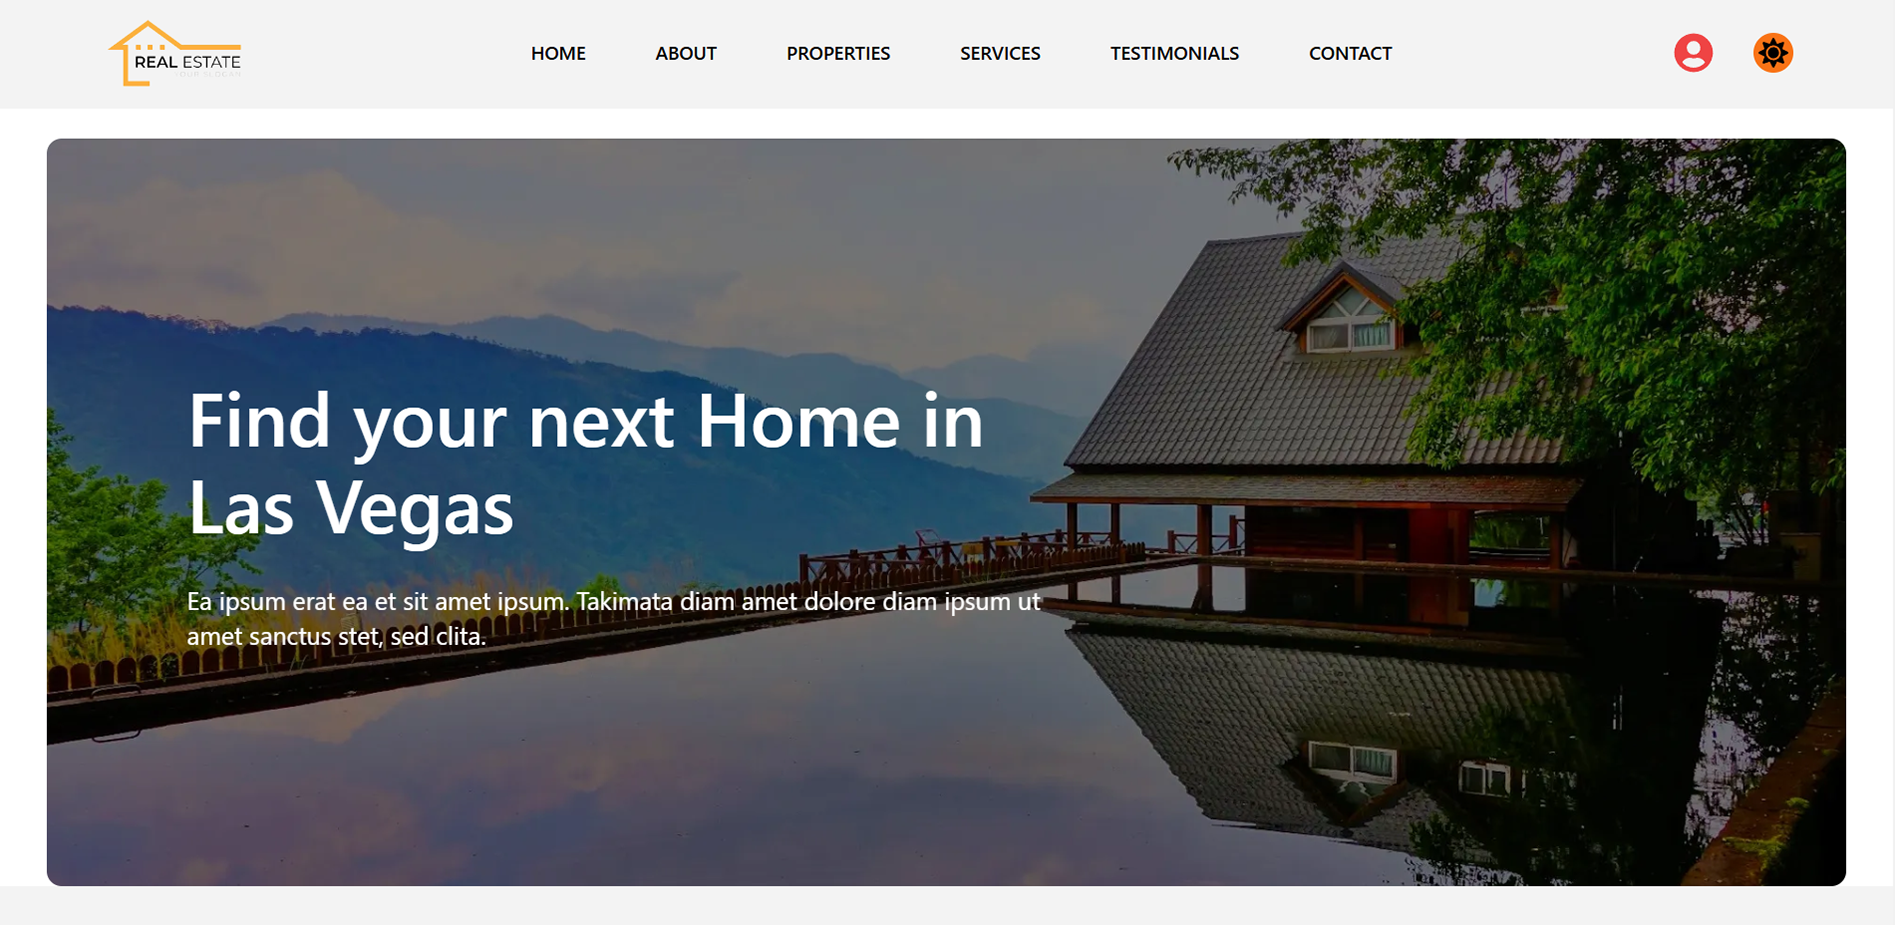 REAL ESTATE
YOUR SLOGAN
HOME
ABOUT
PROPERTIES
SERVICES
TESTIMONIALS
CONTACT
Find your next Home in
Las Vegas
Ea ipsum erat ea et sit amet ipsum. Takimata diam amet dolore diam ipsum ut
amet sanctus stet, sed clita.